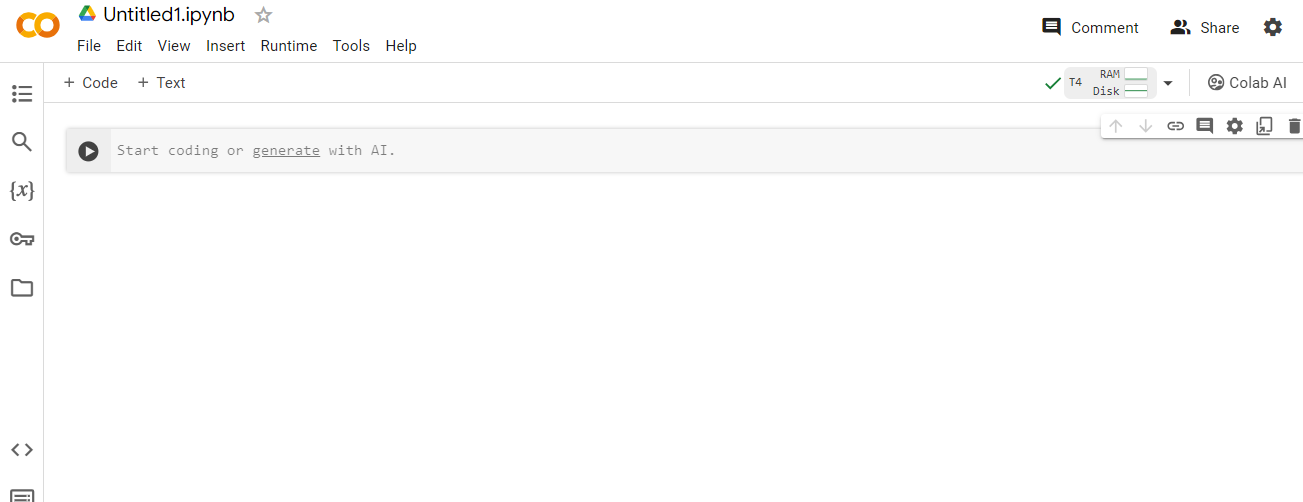 Untitled1.ipynb
File Edit View Insert Runtime Tools Help
Comment
Share
+ Code + Text
T4
RAM
Disk
Colab AI
{x}
Start coding or generate with AI.